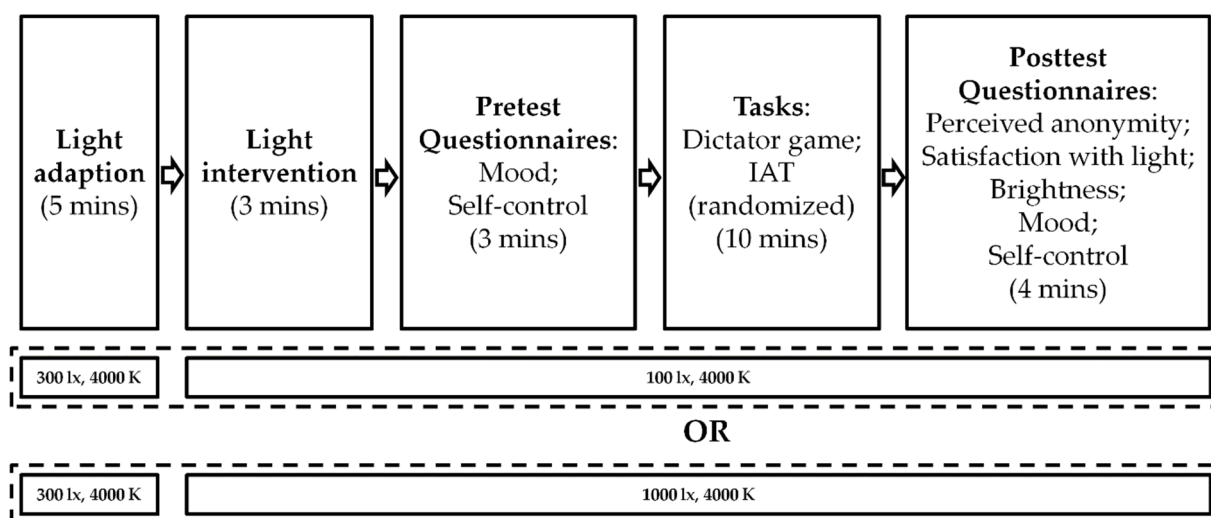 Light
adaption
(5 mins)
Light
intervention
(3 mins)
Pretest
Questionnaires:
Mood;
Self-control
(3 mins)
Tasks:
Dictator game;
IAT
(randomized)
(10 mins)
Posttest
Questionnaires:
Perceived anonymity;
Satisfaction with light;
Brightness;
Mood;
Self-control
(4 mins)
300 lx, 4000 K
100 lx, 4000 K
OR
300 lx, 4000 K
1000 lx, 4000 K